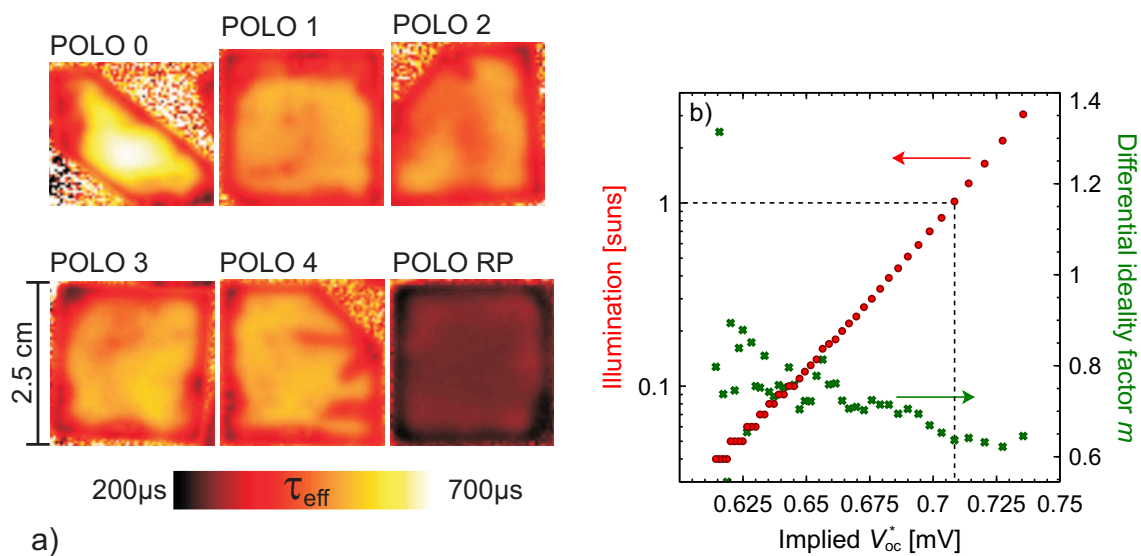 POLO 0
POLO 1
POLO 2
POLO 3
POLO 4
POLO RP
2.5 cm
200µs
τeff
700µs
a)
b)
Illumination [suns]
1
0.1
1.4
1.2
1
0.8
0.6
Differential ideality factor m
0.625
0.65
0.675
0.7
0.725
0.75
Implied V*oc [mV]